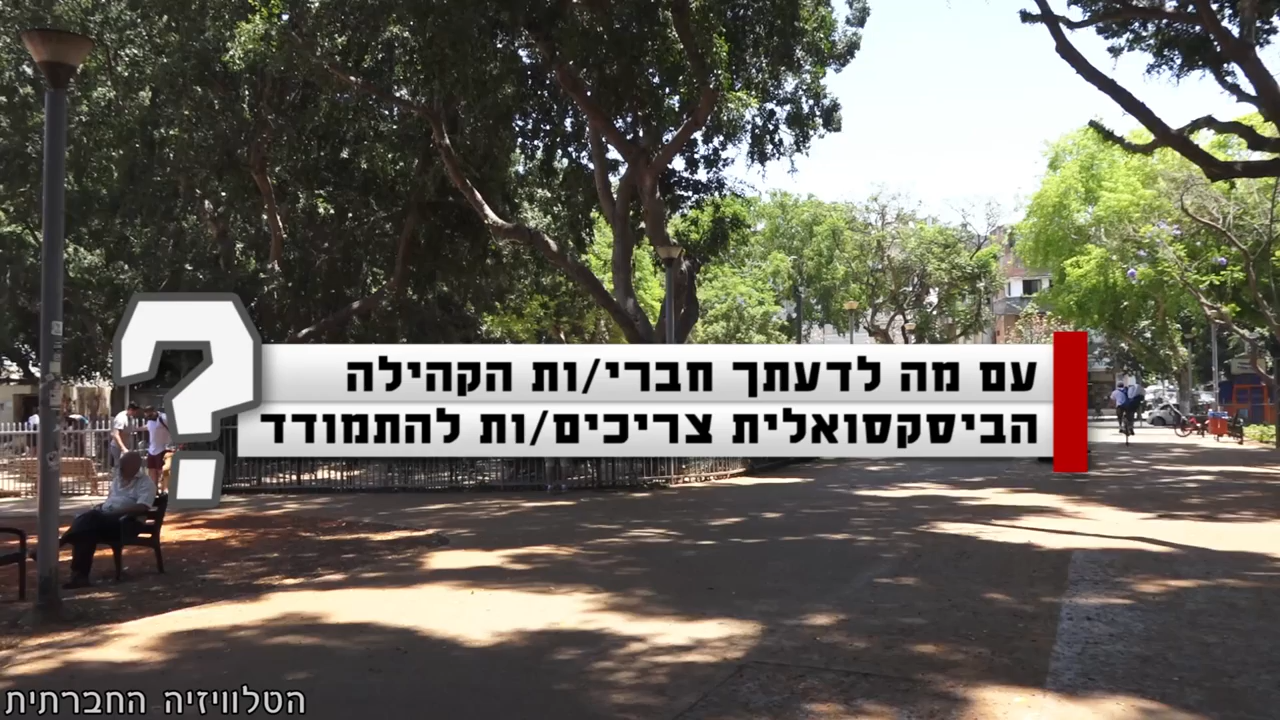 עם מה לדעתך חברי/ות הקהילה
הביסקסואלית צריכים/ות להתמודד
?
הטלוויזיה החברתית